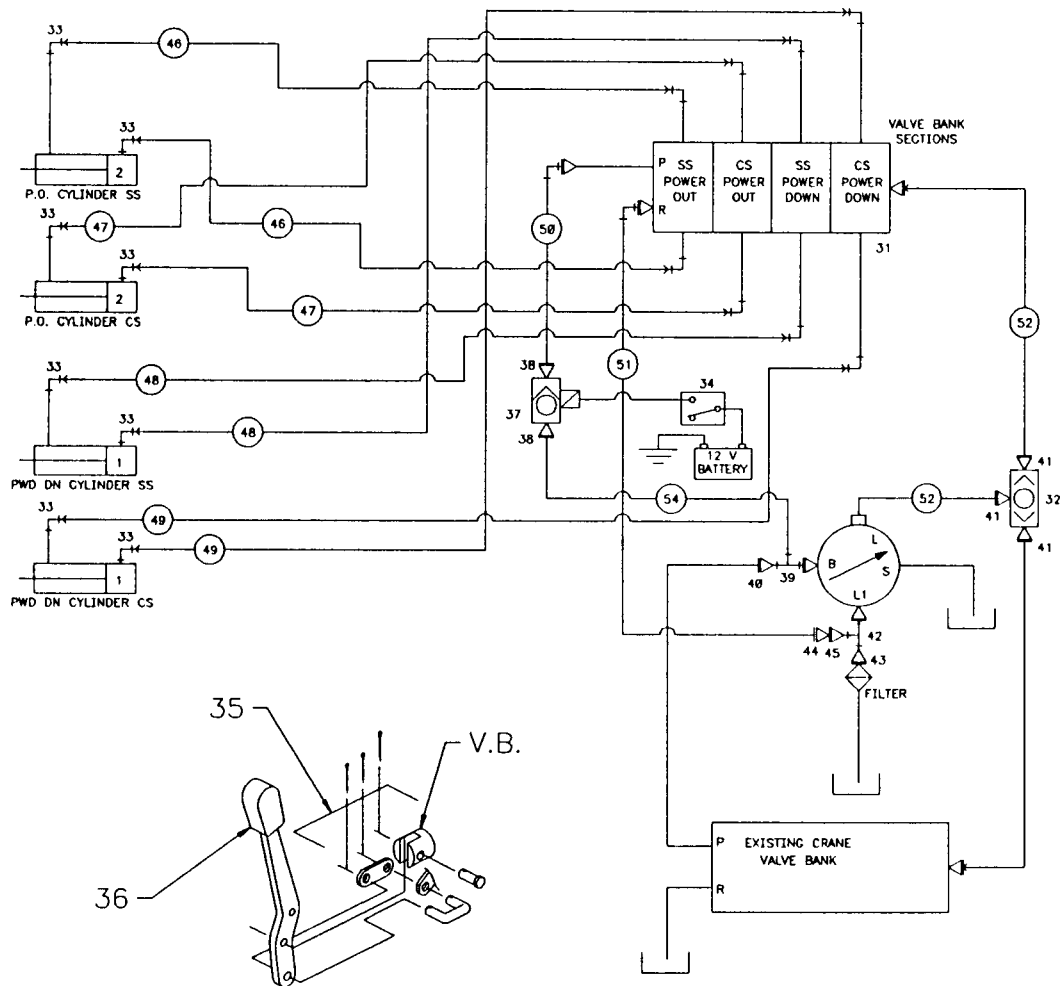 33
46
33
2
P.O. CYLINDER SS
33
47
46
33
2
P.O. CYLINDER CS
47
33
48
33
48
1
PWD DN CYLINDER SS
33
49
33
49
1
PWD DN CYLINDER CS
VALVE BANK
SECTIONS
P
R
SS
POWER
OUT
CS
POWER
OUT
SS
POWER
DOWN
CS
POWER
DOWN
31
50
51
52
38
37
38
34
12 V
BATTERY
54
52
41
41
32
41
40
39
B
L
S
L1
44
45
42
43
FILTER
P
R
EXISTING CRANE
VALVE BANK
35
V.B.
36